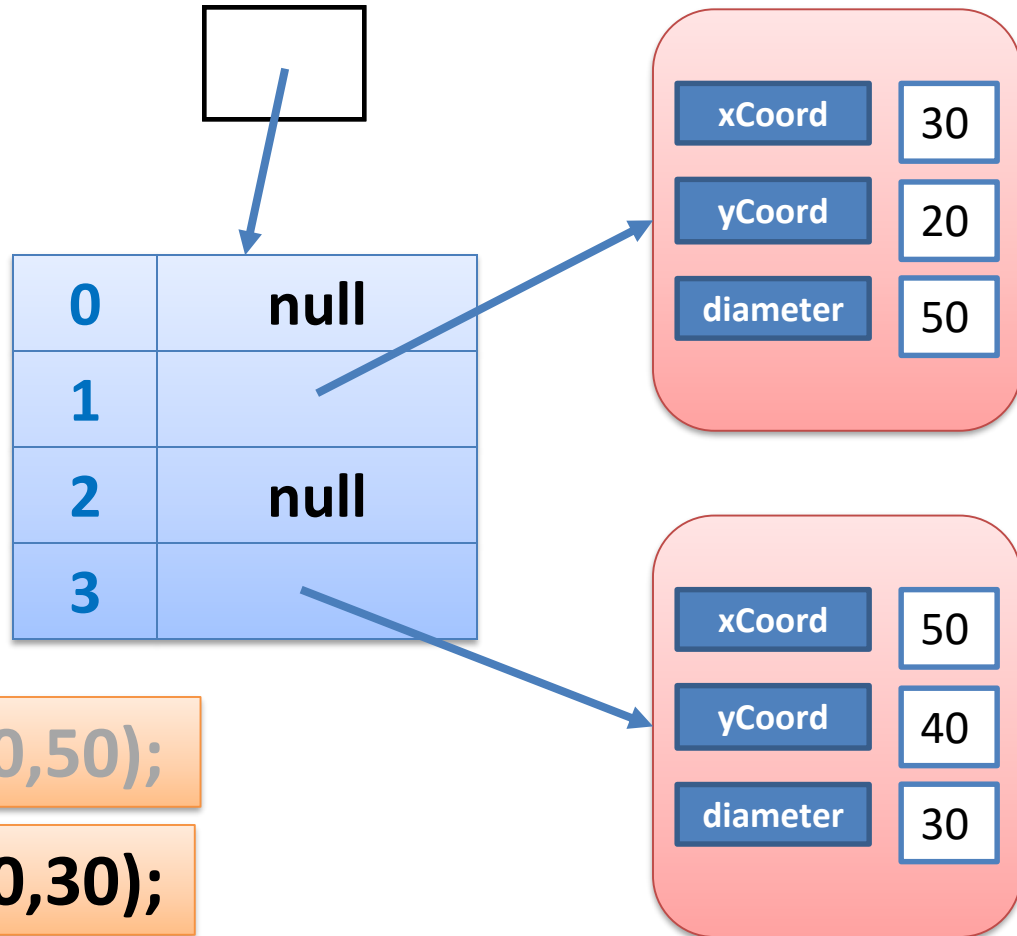 0 null
1
2 null
3
xCoord 30
yCoord 20
diameter 50
xCoord 50
yCoord 40
diameter 30
0,50);
0,30);